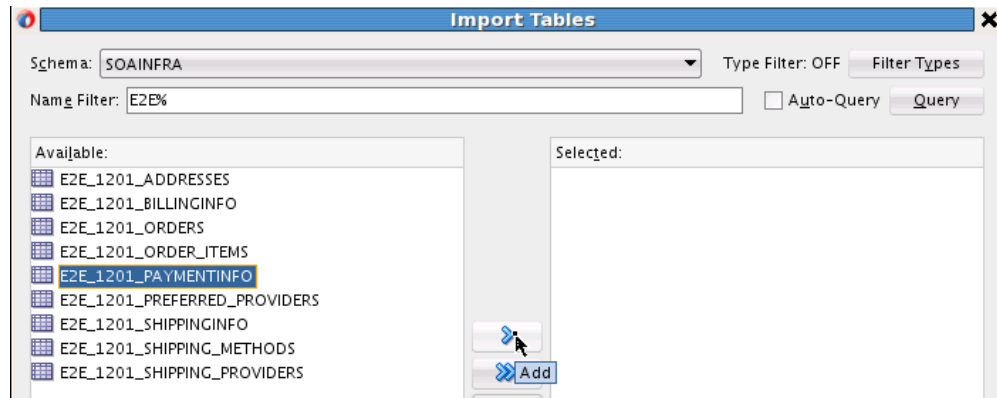 Import Tables
Schema: SOAINFRA Type Filter: OFF Filter Types
Name Filter: E2E% Auto-Query Query
Available: Selected:
E2E_1201_ADDRESSES
E2E_1201_BILLINGINFO
E2E_1201_ORDERS
E2E_1201_ORDER_ITEMS
E2E_1201_PAYMENTINFO
E2E_1201_PREFERRED_PROVIDERS
E2E_1201_SHIPPINGINFO
E2E_1201_SHIPPING_METHODS
E2E_1201_SHIPPING_PROVIDERS
Add